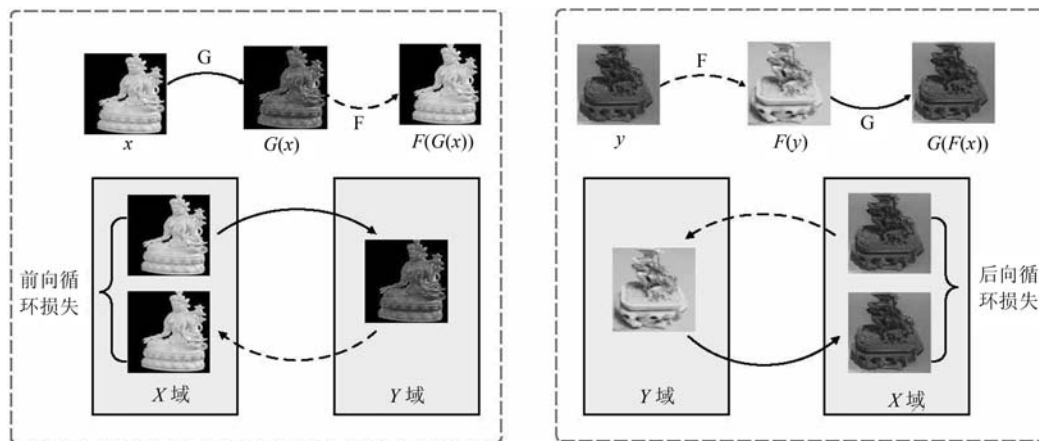 G
F
x
G(x)
F(G(x))
前向循
环损失
X 域
Y 域
F
G
y
F(y)
G(F(x))
后向循
环损失
Y 域
X 域